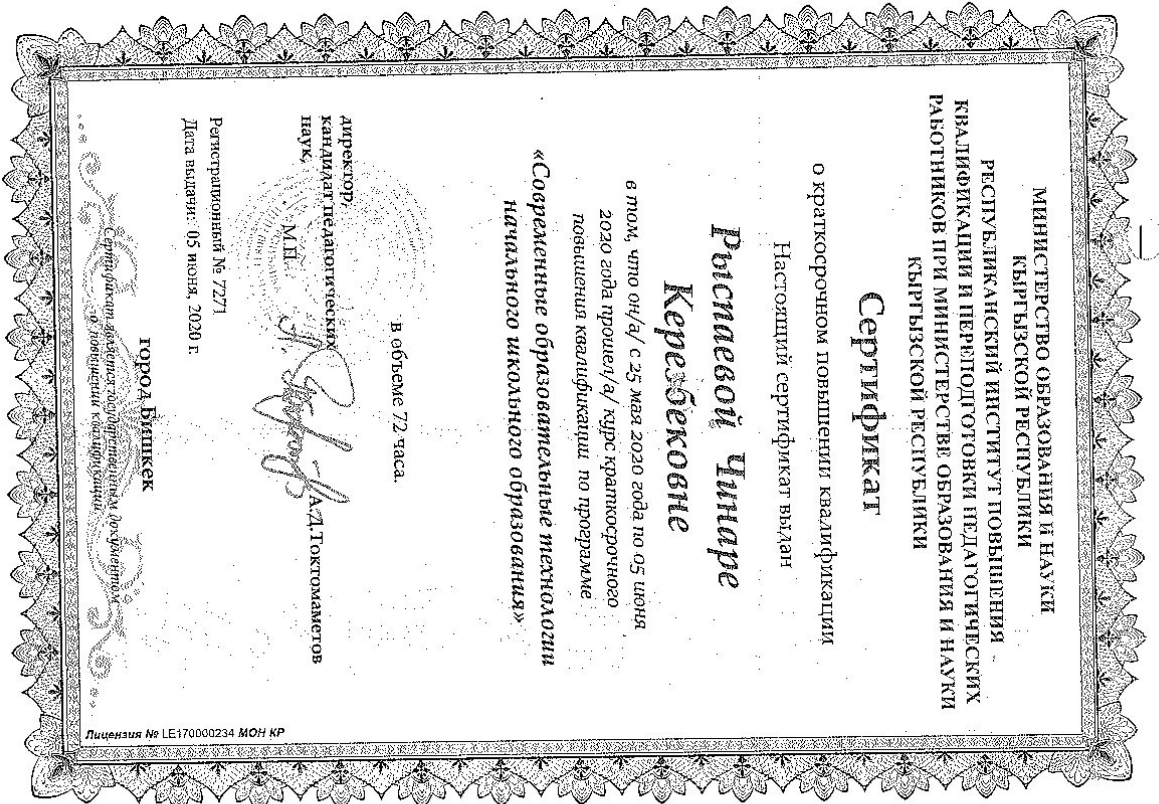 МИНИСТЕРСТВО ОБРАЗОВАНИЯ И НАУКИ
КЫРГЫЗСКОЙ РЕСПУБЛИКИ
РЕСПУБЛИКАНСКИЙ ИНСТИТУТ ПОВЫШЕНИЯ
КВАЛИФИКАЦИИ И ПЕРЕПОДГОТОВКИ ПЕДАГОГИЧЕСКИХ
РАБОТНИКОВ ПРИ МИНИСТЕРСТВЕ ОБРАЗОВАНИЯ И НАУКИ
КЫРГЫЗСКОЙ РЕСПУБЛИКИ
Сертификат
о краткосрочном повышении квалификации
Настоящий сертификат выдан
Рыспаевой Чинаре
Керезбековне
в том, что он/а/ с 25 мая 2020 года по 05 июня
2020 года прошел/а/ курс краткосрочного
повышения квалификации по программе
«Современные образовательные технологии
начального школьного образования»
в объеме 72 часа.
директор,
кандидат педагогических
наук,
А.Д.Токтомаметов
М.П.
Регистрационный № 7271
Дата выдачи: 05 июня, 2020 г.
город Бишкек
Сертификат является государственным документом
о повышении квалификации
Лицензия № LE170000234 МОН КР